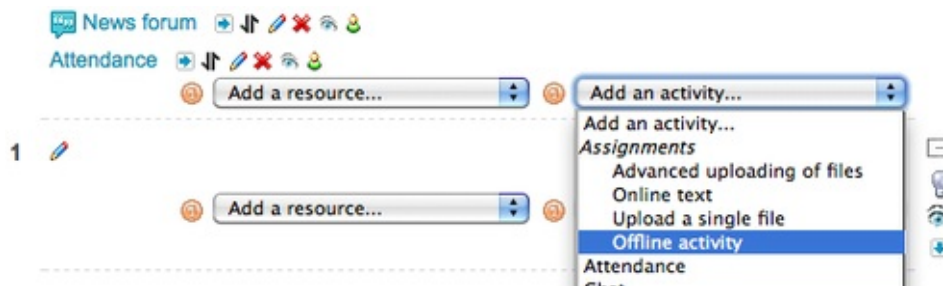 News forum
Attendance
Add a resource... Add an activity...
Add an activity...
Assignments
1
Advanced uploading of files
Online text
Add a resource... Upload a single file
Offline activity
Attendance